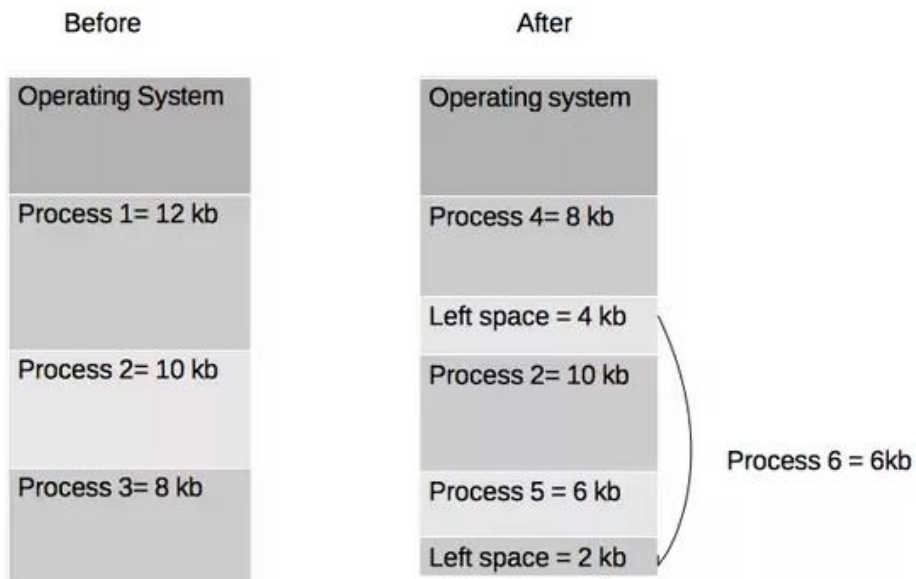 Before
Operating System
Process 1= 12 kb
Process 2= 10 kb
Process 3= 8 kb
After
Operating system
Process 4= 8 kb
Left space = 4 kb
Process 2= 10kb
Process 5 = 6 kb
Left space = 2 kb
Process 6 = 6kb